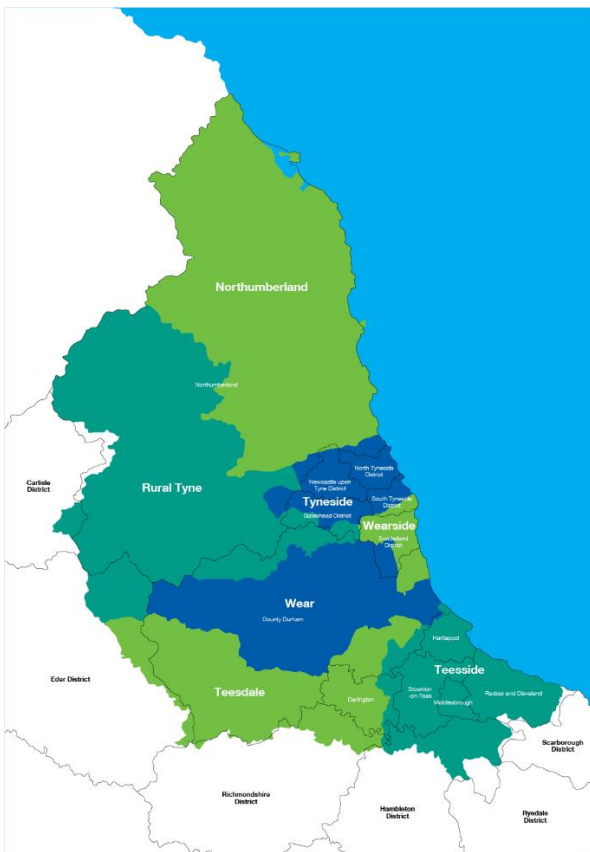 Northumberland
Northumberland
Carlisle
District
Rural Tyne
North Tyneside
District
Newcastle upon
Tyne District
Tyneside
South Tyneside
District
Gateshead District
Wearside
Sunderland
District
Wear
County Durham
Hartlepool
Teesside
Eder District
Teesdale
Darlington
Stockton
-on-Tees
Middlesbrough
Redcar and Cleveland
Scarborough
District
Richmondshire
District
Hambleton
District
Ryedale
District